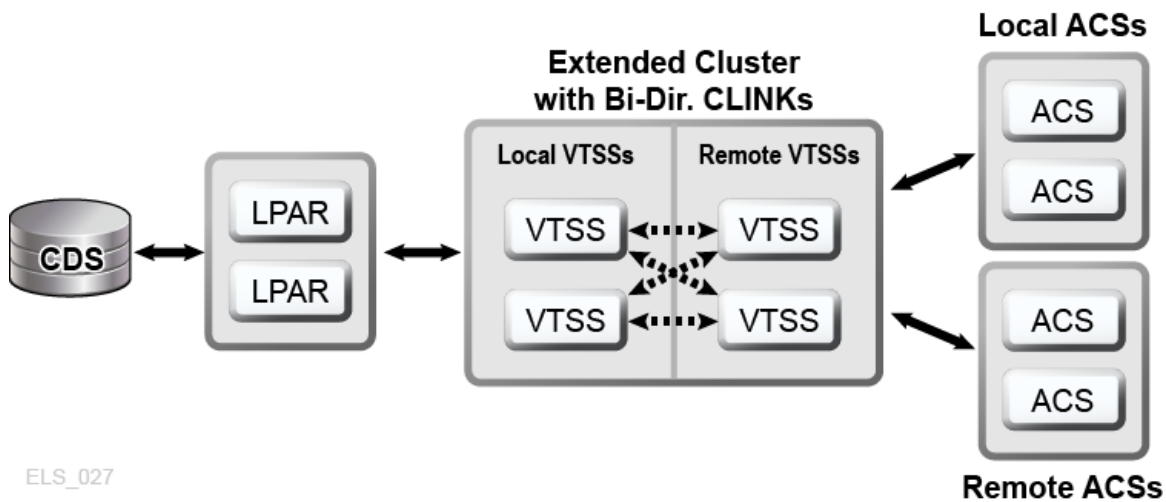 Local ACSs
Extended Cluster
with Bi-Dir. CLINKs
Local VTSSs
Remote VTSSs
ACS
ACS
LPAR
LPAR
CDS
VTSS
VTSS
VTSS
VTSS
ACS
ACS
Remote ACSs
ELS_027